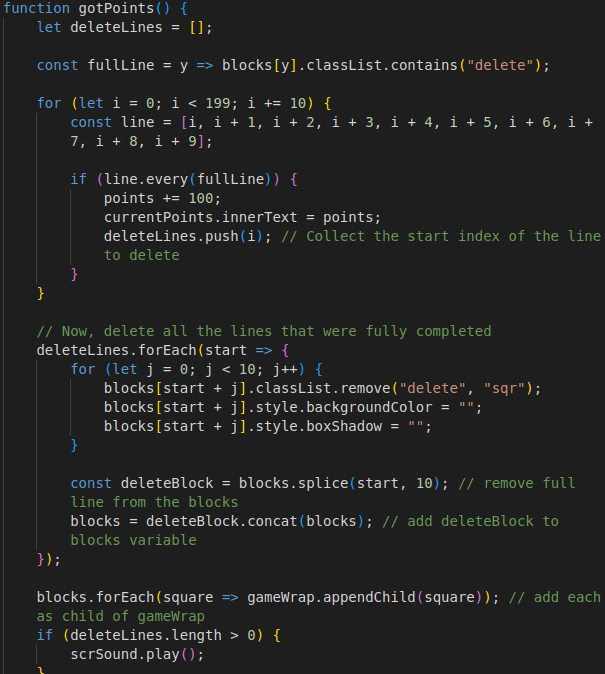 function gotPoints() {
let deleteLines = [];
const fullLine = y => blocks[y].classList.contains("delete");
for (let i = 0; i < 199; i += 10) {
const line = [i, i + 1, i + 2, i + 3, i + 4, i + 5, i + 6, i +
7, i + 8, i + 9];
if (line.every(fullLine)) {
points += 100;
currentPoints.innerText = points;
deleteLines.push(i); // Collect the start index of the line
to delete
}
}
// Now, delete all the lines that were fully completed
deleteLines.forEach(start => {
for (let j = 0; j < 10; j++) {
blocks[start + j].classList.remove("delete", "sqr");
blocks[start + j].style.backgroundColor = "";
blocks[start + j].style.boxShadow = "";
}
const deleteBlock = blocks.splice(start, 10); // remove full
line from the blocks
blocks = deleteBlock.concat(blocks); // add deleteBlock to
blocks variable
});
blocks.forEach(square => gameWrap.appendChild(square)); // add each
as child of gameWrap
if (deleteLines.length > 0) {
scrSound.play();
}